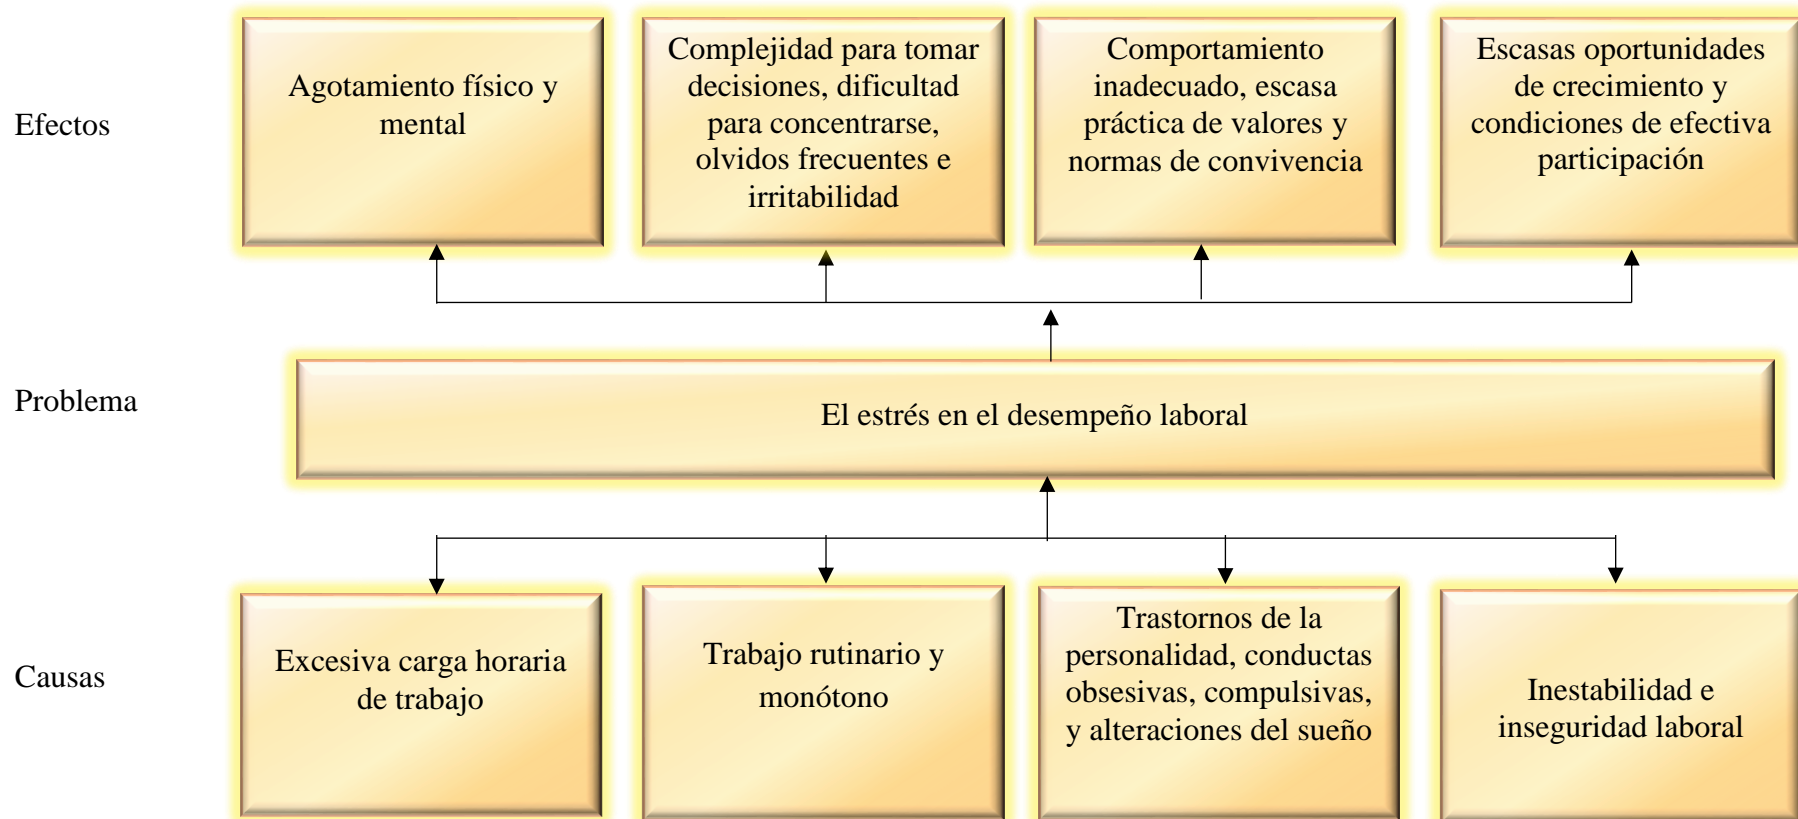 Efectos
Agotamiento físico y
mental
Complejidad para tomar
decisiones, dificultad
para concentrarse,
olvidos frecuentes e
irritabilidad
Comportamiento
inadecuado, escasa
práctica de valores y
normas de convivencia
Escasas oportunidades
de crecimiento y
condiciones de efectiva
participación
Problema
El estrés en el desempeño laboral
Causas
Excesiva carga horaria
de trabajo
Trabajo rutinario y
monótono
Trastornos de la
personalidad, conductas
obsesivas, compulsivas,
y alteraciones del sueño
Inestabilidad e
inseguridad laboral